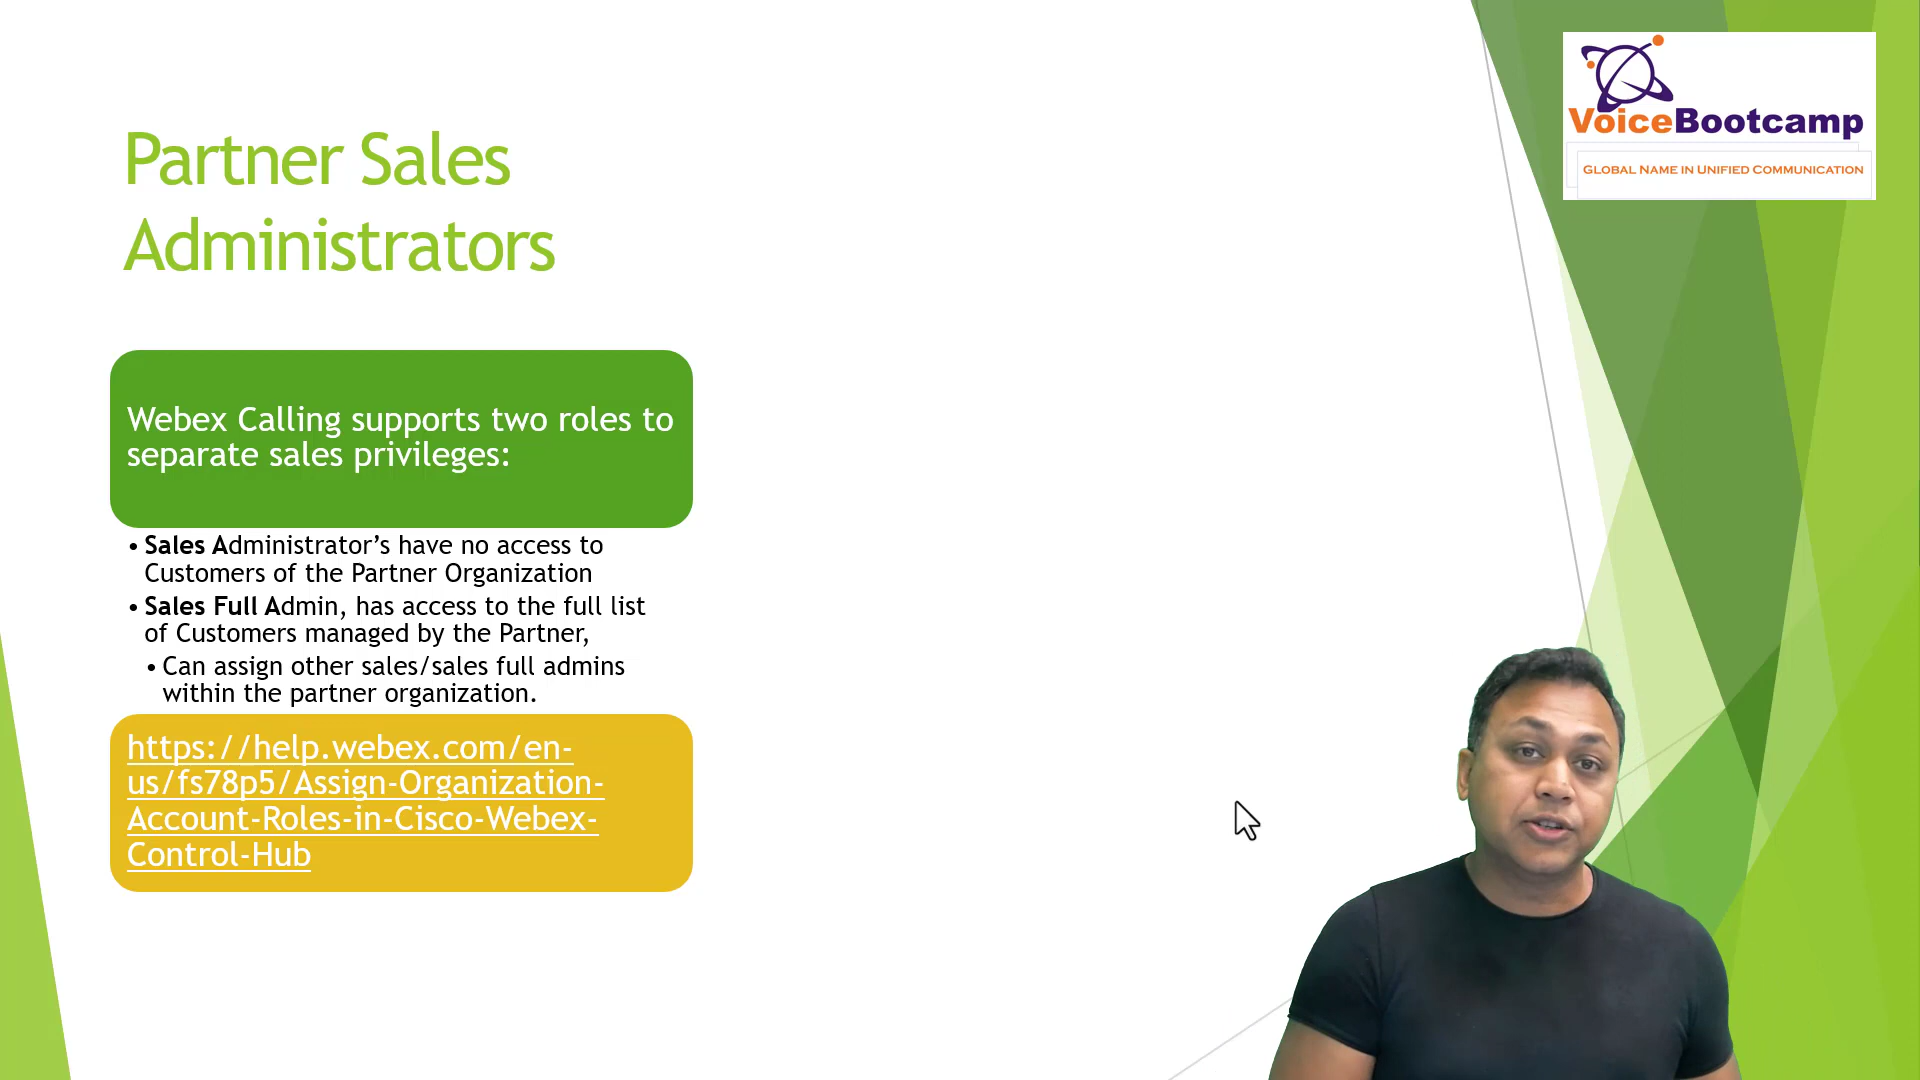 VoiceBootcamp
GLOBAL NAME IN UNIFIED COMMUNICATION
Partner Sales
Administrators
Webex Calling supports two roles to
separate sales privileges:
• Sales Administrator’s have no access to
Customers of the Partner Organization
• Sales Full Admin, has access to the full list
of Customers managed by the Partner,
• Can assign other sales/sales full admins
within the partner organization.
https://help.webex.com/en-
us/fs78p5/Assign-Organization-
Account-Roles-in-Cisco-Webex-
Control-Hub